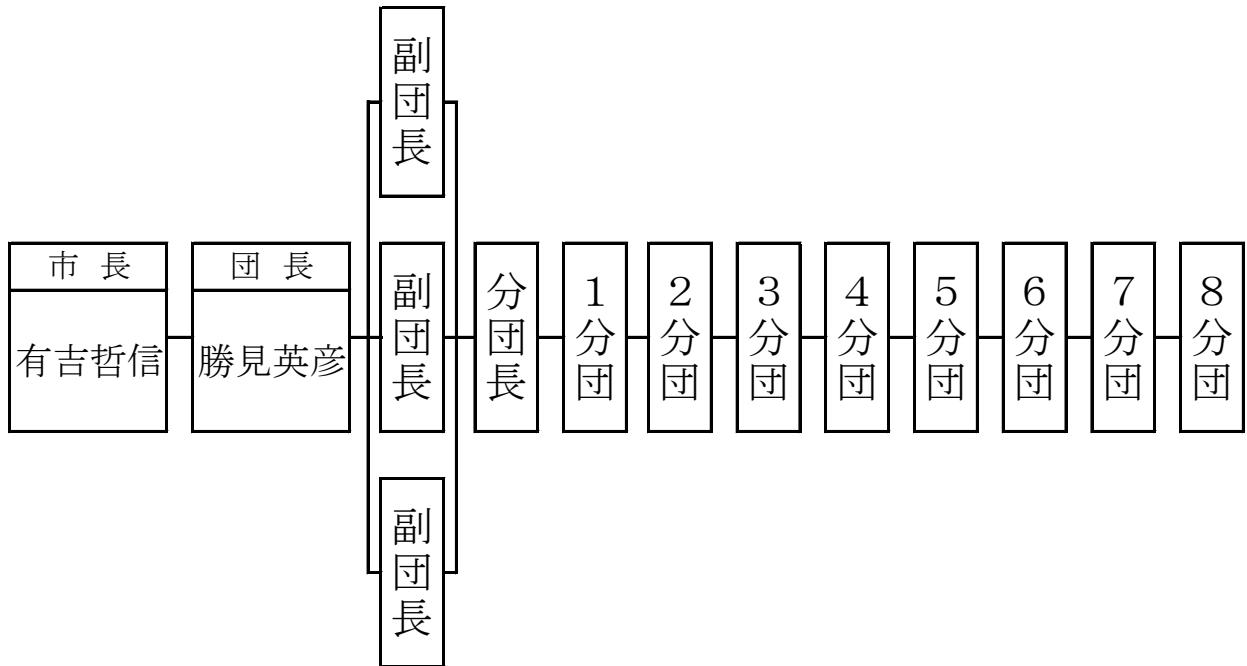 副団長
市長
有吉哲信
団長
勝見英彦
副団長
分団長
１分団
２分団
３分団
４分団
５分団
６分団
７分団
８分団
副団長